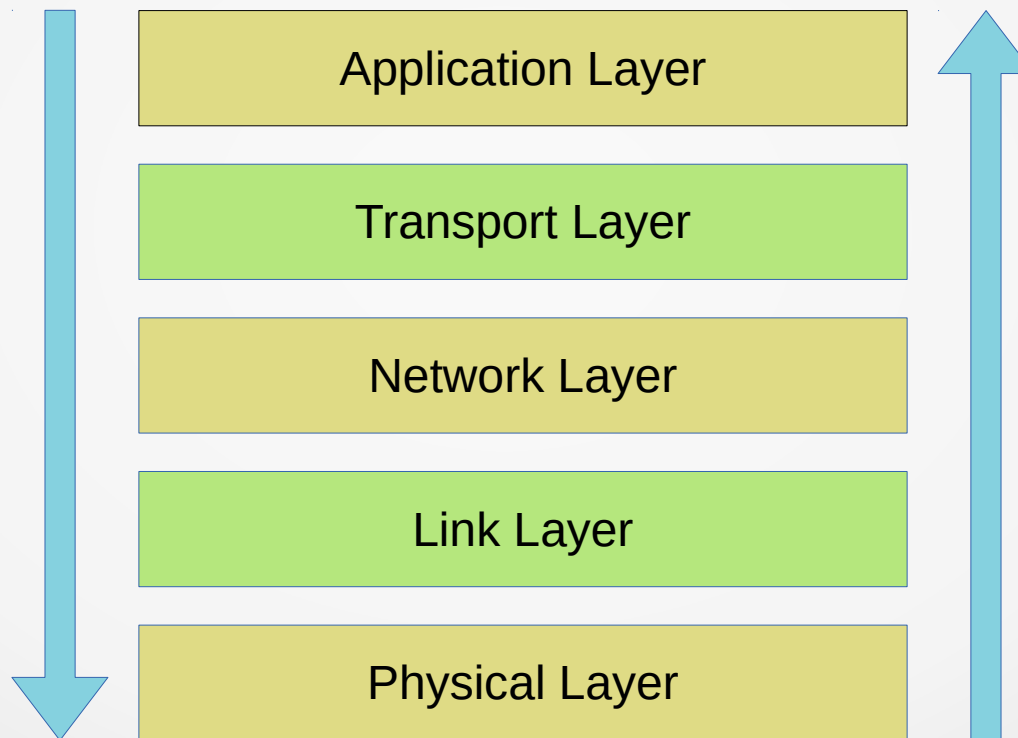 Application Layer
Transport Layer
Network Layer
Link Layer
Physical Layer